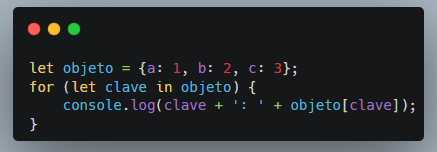 let objeto = {a: 1, b: 2, c: 3};
for (let clave in objeto) {
    console.log(clave + ': ' + objeto[clave]);
}